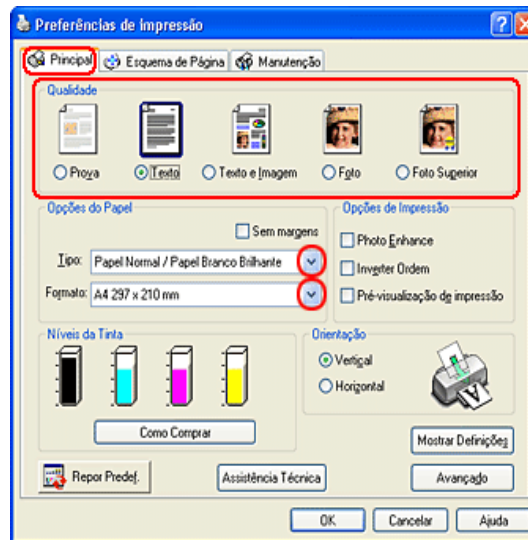 Preferências de Impressão
Principal Esquema de Página Manutenção
Qualidade
Prova Texto Texto e Imagem Foto Foto Superior
Opções do Papel Opções de Impressão
Sem margens Photo Enhance
Tipo: Papel Normal / Papel Branco Brilhante Inverter Ordem
Formato: A4 297 x 210 mm Pré-visualização de impressão
Níveis da Tinta Orientação
Vertical
Horizontal
Como Comprar Mostrar Definições
Repor Predef. Assistência Técnica Avançado
OK Cancelar Ajuda